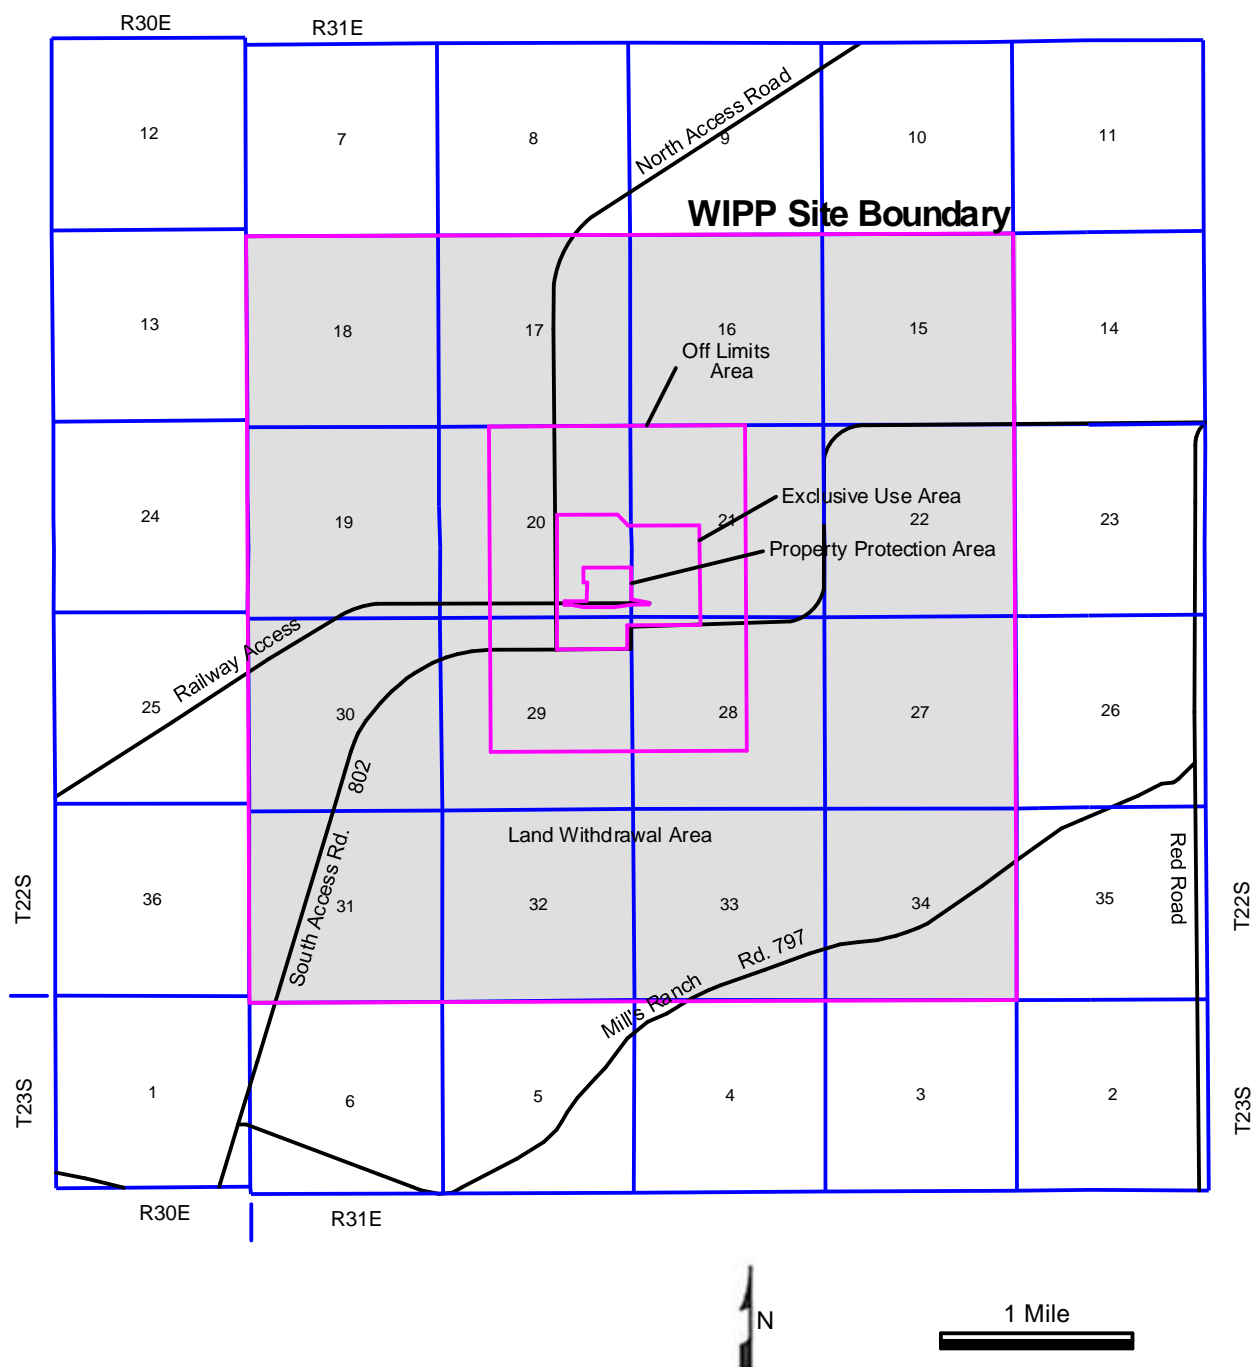 R30E
R31E
12
7
8
9
10
11
North Access Road
WIPP Site Boundary
13
18
17
16
15
14
Off Limits
Area
24
19
20
21
22
23
Exclusive Use Area
Property Protection Area
Railway Access
25
30
29
28
27
26
802
Land Withdrawal Area
South Access Rd.
Red Road
T22S
36
31
32
33
34
35
T22S
Rd. 797
Mill's Ranch
T23S
1
6
5
4
3
2
T23S
R30E
R31E
N
1 Mile